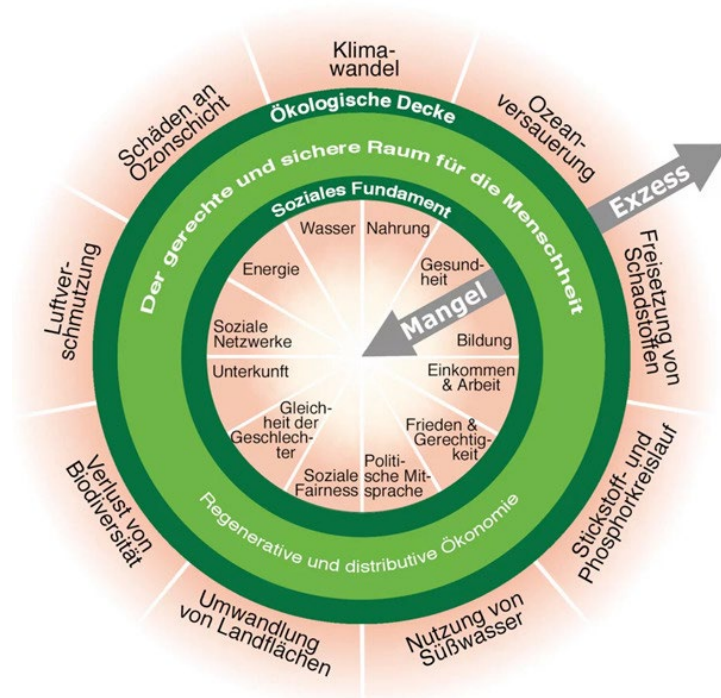 Klima-
wandel
Ozean-
versauerung
Freisetzung von
Schadstoffen
Stickstoff- und
Phosphorkreislauf
Nutzung von
Süßwasser
Umwandlung
von Landflächen
Verlust von
Biodiversität
Luftver-
schmutzung
Schäden an
Ozonschicht
Ökologische Decke
Der gerechte und sichere Raum für die Menschheit
Soziales Fundament
Exzess
Mangel
Wasser
Nahrung
Gesund-
heit
Bildung
Einkommen
& Arbeit
Frieden &
Gerechtig-
keit
Politi-
sche Mit-
sprache
Soziale
Fairness
Gleich-
heit der
Geschlech-
ter
Unterkunft
Soziale
Netzwerke
Energie
Regenerative und distributive Ökonomie